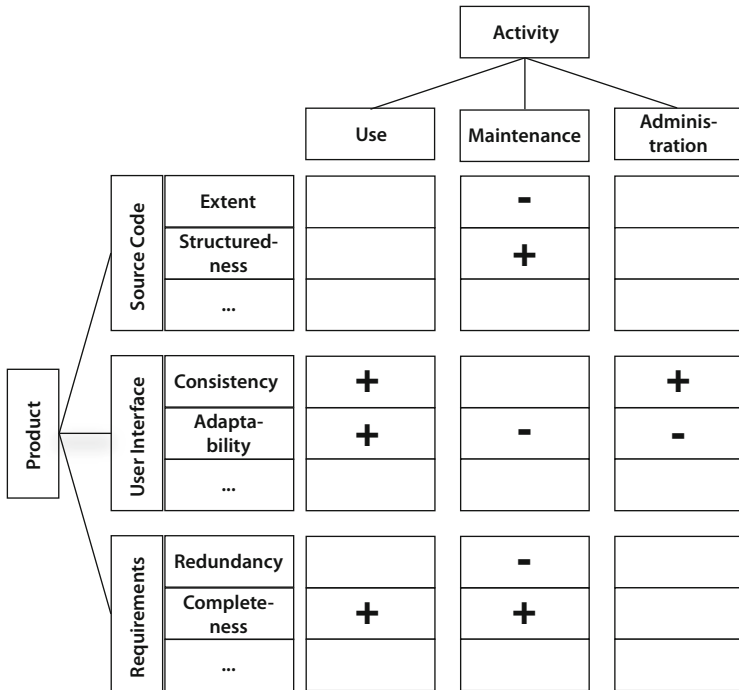 Activity
Use
Maintenance
Adminis-
tration
Product
Source Code
Extent
-
Structured-
ness
+
...
User Interface
Consistency
+
+
Adapta-
bility
+
-
-
...
Requirements
Redundancy
-
Complete-
ness
+
+
...